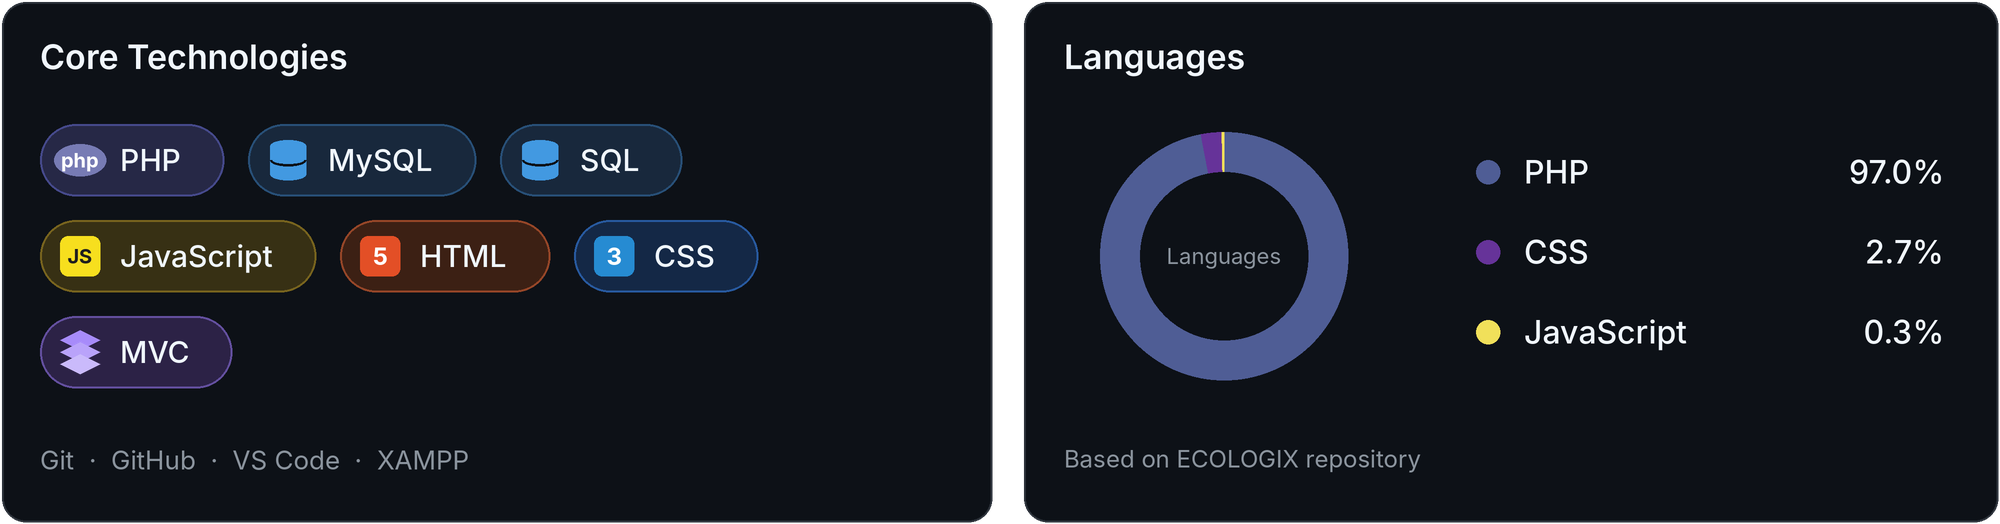 Core Technologies
php PHP
MySQL
SQL
JS JavaScript
5 HTML
3 CSS
MVC
Git · GitHub · VS Code · XAMPP
Languages
Languages
PHP 97.0%
CSS 2.7%
JavaScript 0.3%
Based on ECOLOGIX repository